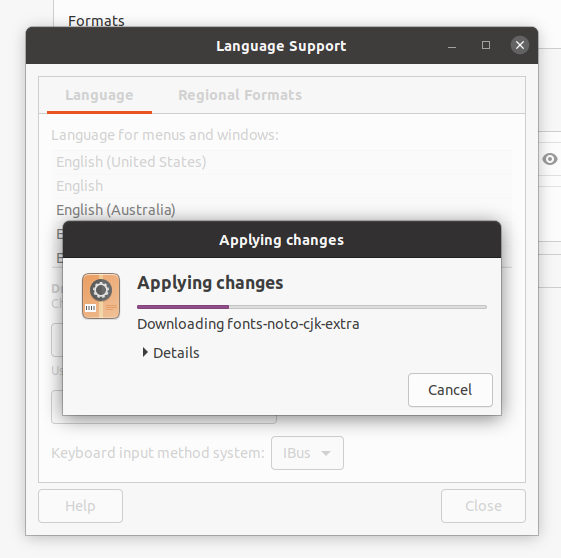 Formats
Language Support
Language
Regional Formats
Language for menus and windows:
English (United States)
English
English (Australia)
Applying changes
Applying changes
Downloading fonts-noto-cjk-extra
Details
Cancel
Keyboard input method system:
IBus
Help
Close